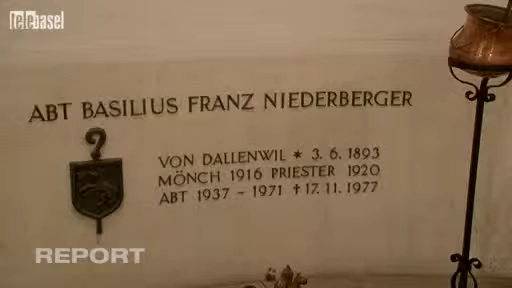 telebasel
ABT BASILIUS FRANZ NIEDERBERGER
VON DALLENWIL * 3. 6. 1893
MÖNCH 1916 PRIESTER 1920
ABT 1937 - 1971 † 17. 11. 1977
REPORT